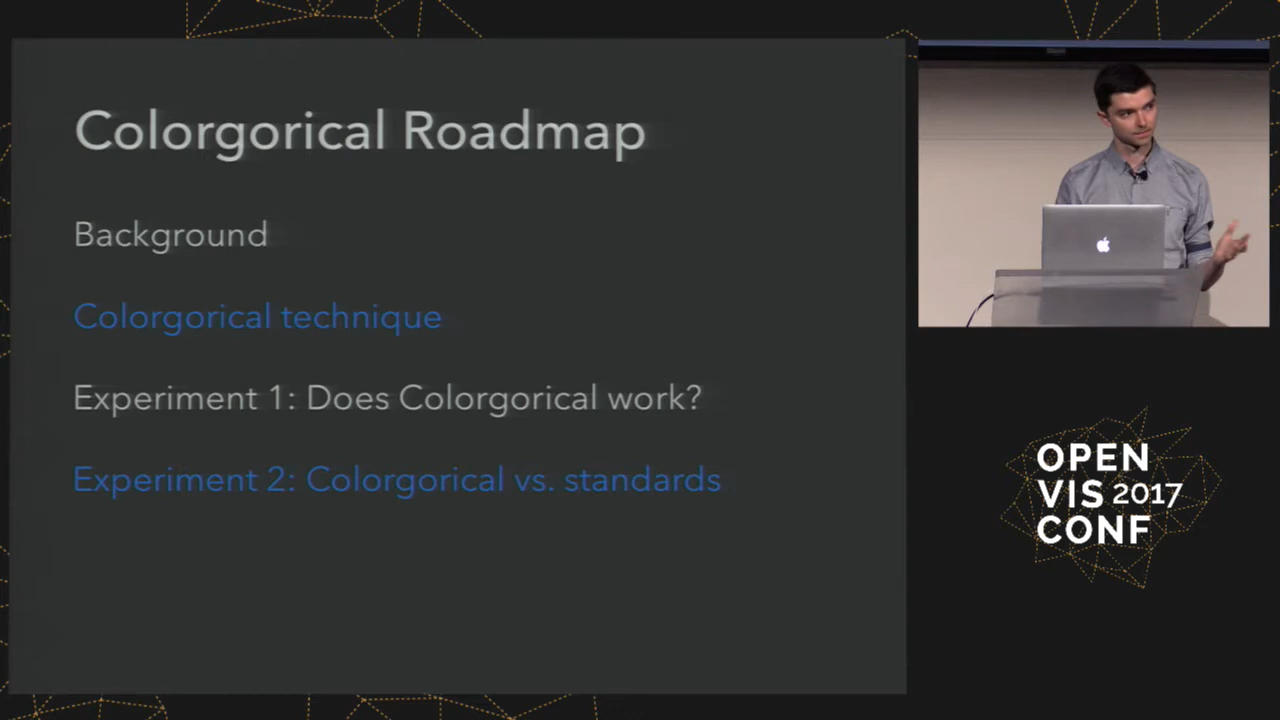 Colorgorical Roadmap
Background
Colorgorical technique
Experiment 1: Does Colorgorical work?
Experiment 2: Colorgorical vs. standards
OPEN
VIS 2017
CONF